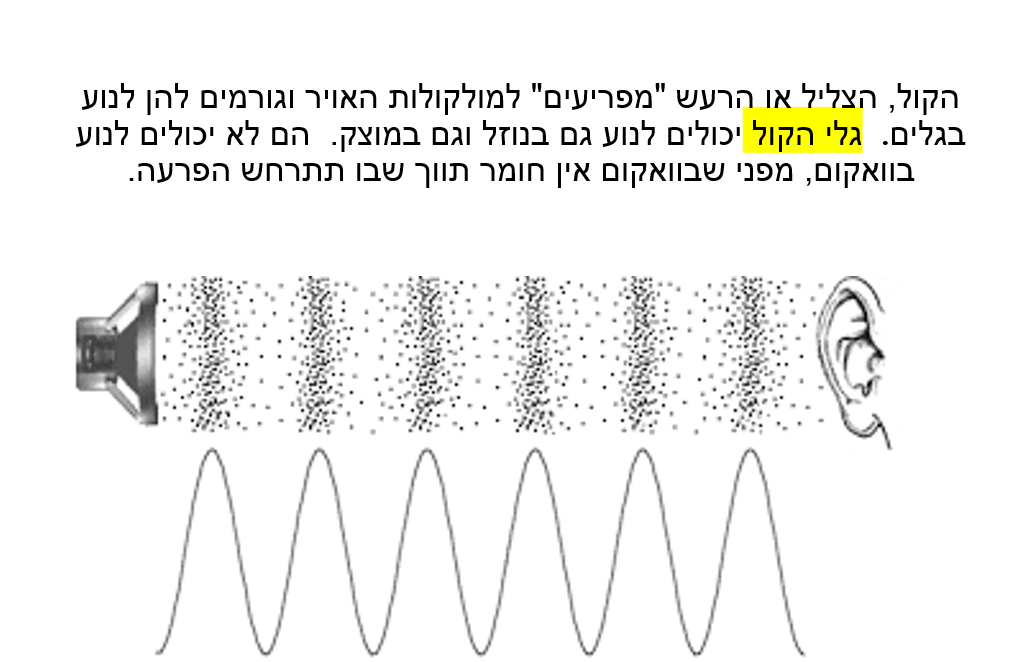 הקול, הצליל או הרעש "מפריעים" למולקולות האויר וגורמים להן לנוע
בגלים.  גלי הקול יכולים לנוע גם בנוזל וגם במוצק.  הם לא יכולים לנוע
בוואקום, מפני שבוואקום אין חומר תווך שבו תתרחש הפרעה.